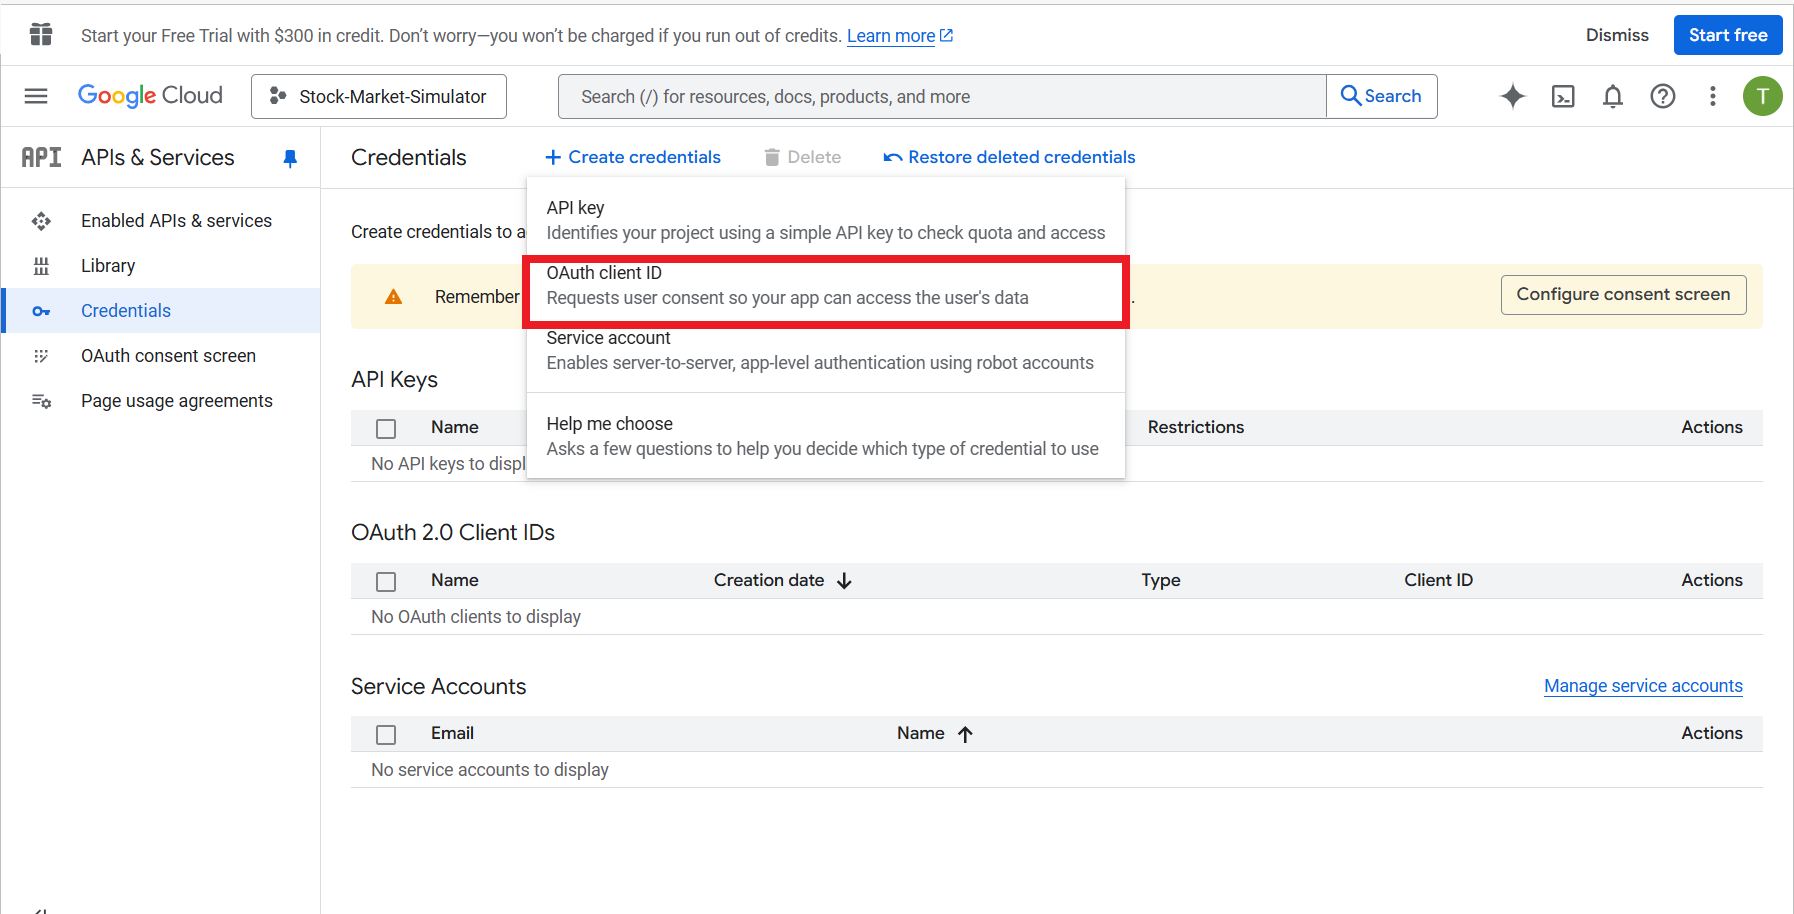 Start your Free Trial with $300 in credit. Don’t worry—you won’t be charged if you run out of credits. Learn more
Dismiss
Start free
Google Cloud
Stock-Market-Simulator
Search (/) for resources, docs, products, and more
Search
T
API APIs & Services
Credentials
Create credentials
Delete
Restore deleted credentials
Enabled APIs & services
Library
Credentials
OAuth consent screen
Page usage agreements
Create credentials to a
API key
Identifies your project using a simple API key to check quota and access
OAuth client ID
Requests user consent so your app can access the user's data
Service account
Enables server-to-server, app-level authentication using robot accounts
Help me choose
Asks a few questions to help you decide which type of credential to use
Remember
.
Configure consent screen
API Keys
Name
Restrictions
Actions
No API keys to displ
OAuth 2.0 Client IDs
Name
Creation date
Type
Client ID
Actions
No OAuth clients to display
Service Accounts
Manage service accounts
Email
Name
Actions
No service accounts to display